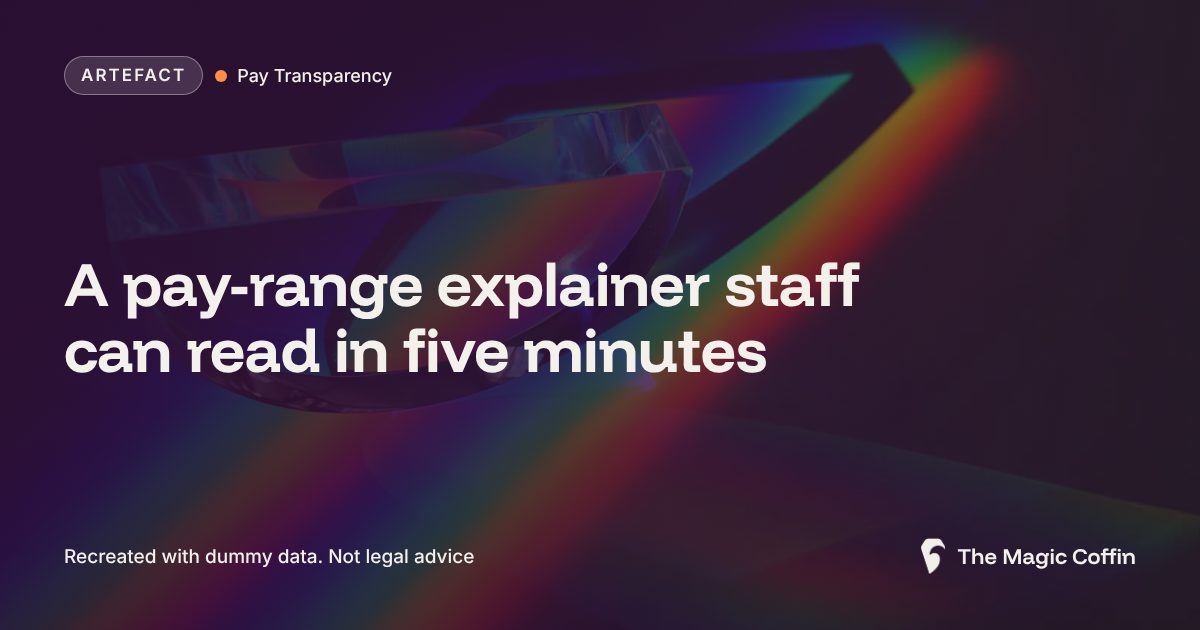 ARTEFACT
Pay Transparency
A pay-range explainer staff
can read in five minutes
Recreated with dummy data. Not legal advice
The Magic Coffin